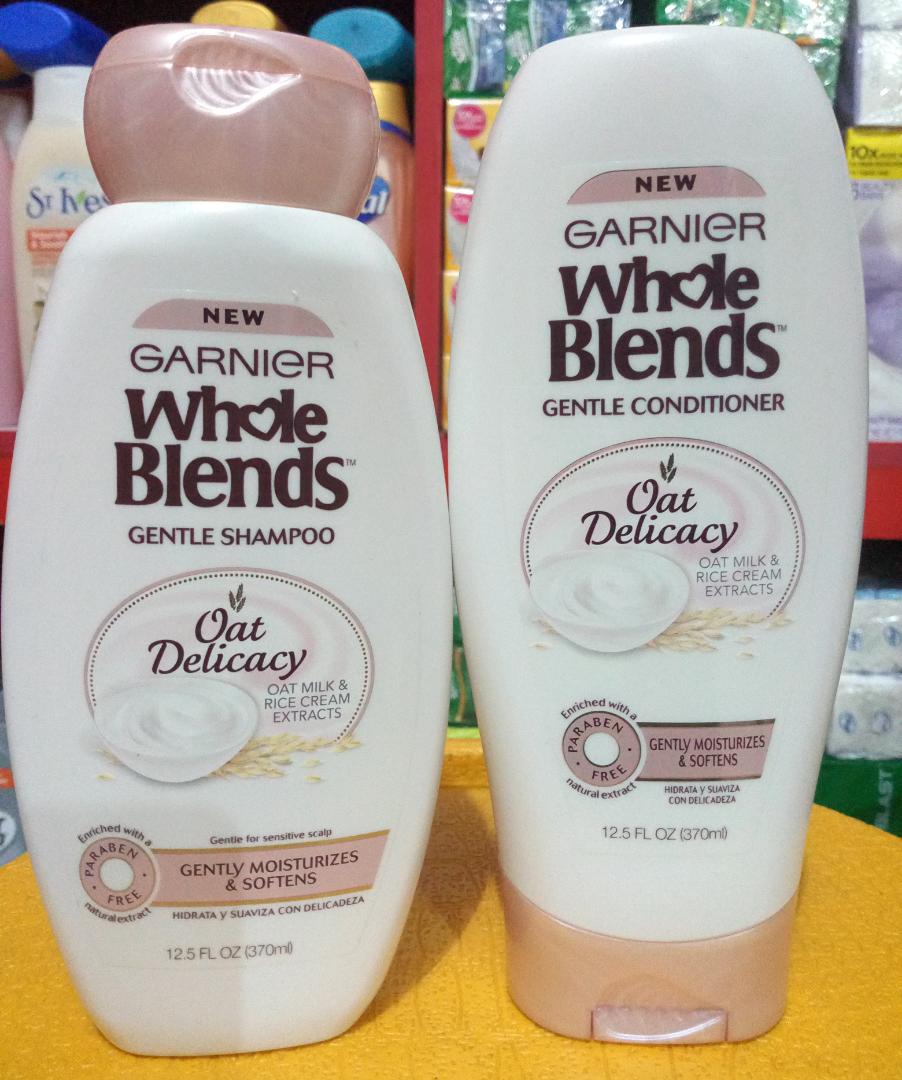 NEW
GARNIER
Whole
Blends™
GENTLE SHAMPOO
Oat
Delicacy
OAT MILK &
RICE CREAM
EXTRACTS
Enriched with a
PARABEN
FREE
natural extract
Gentle for sensitive scalp
GENTLY MOISTURIZES
& SOFTENS
HIDRATA y SUAVIZA CON DELICADEZA
12.5 FL OZ (370ml)
NEW
GARNIER
Whole
Blends™
GENTLE CONDITIONER
Oat
Delicacy
OAT MILK &
RICE CREAM
EXTRACTS
Enriched with a
PARABEN
FREE
natural extract
GENTLY MOISTURIZES
& SOFTENS
HIDRATA y SUAVIZA
CON DELICADEZA
12.5 FL OZ (370ml)
St Ives
10x